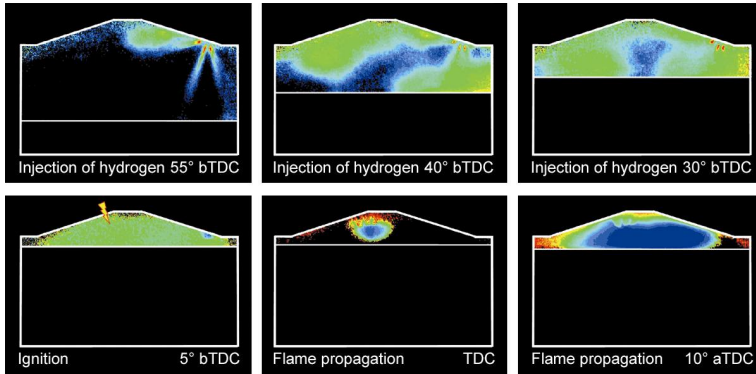 Injection of hydrogen 55° bTDC
Injection of hydrogen 40° bTDC
Injection of hydrogen 30° bTDC
Ignition 5° bTDC
Flame propagation TDC
Flame propagation 10° aTDC